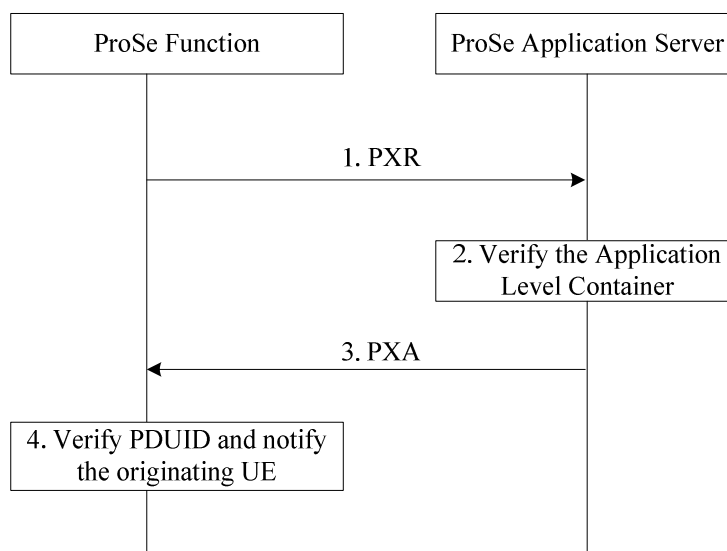 ProSe Function
ProSe Application Server
1. PXR
2. Verify the Application
Level Container
3. PXA
4. Verify PDUID and notify
the originating UE